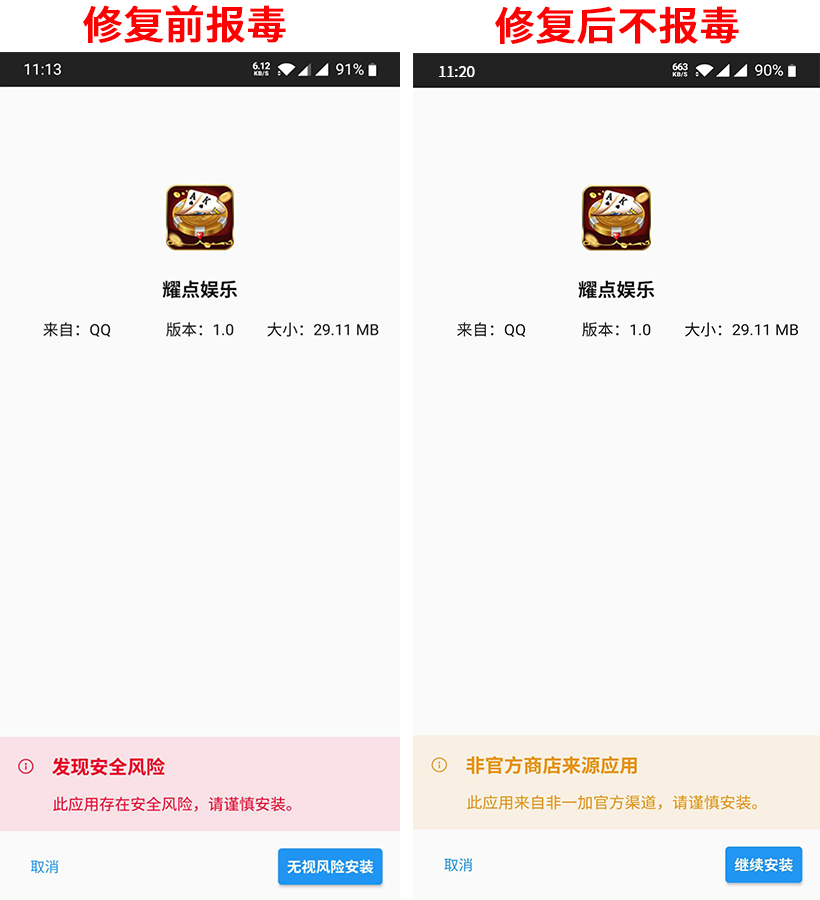 修复前报毒
11:13
6.12
KB/S
91%
耀点娱乐
来自：QQ
版本：1.0
大小：29.11 MB
发现安全风险
此应用存在安全风险，请谨慎安装。
取消
无视风险安装
修复后不报毒
11:20
663
KB/S
90%
耀点娱乐
来自：QQ
版本：1.0
大小：29.11 MB
非官方商店来源应用
此应用来自非一加官方渠道，请谨慎安装。
取消
继续安装